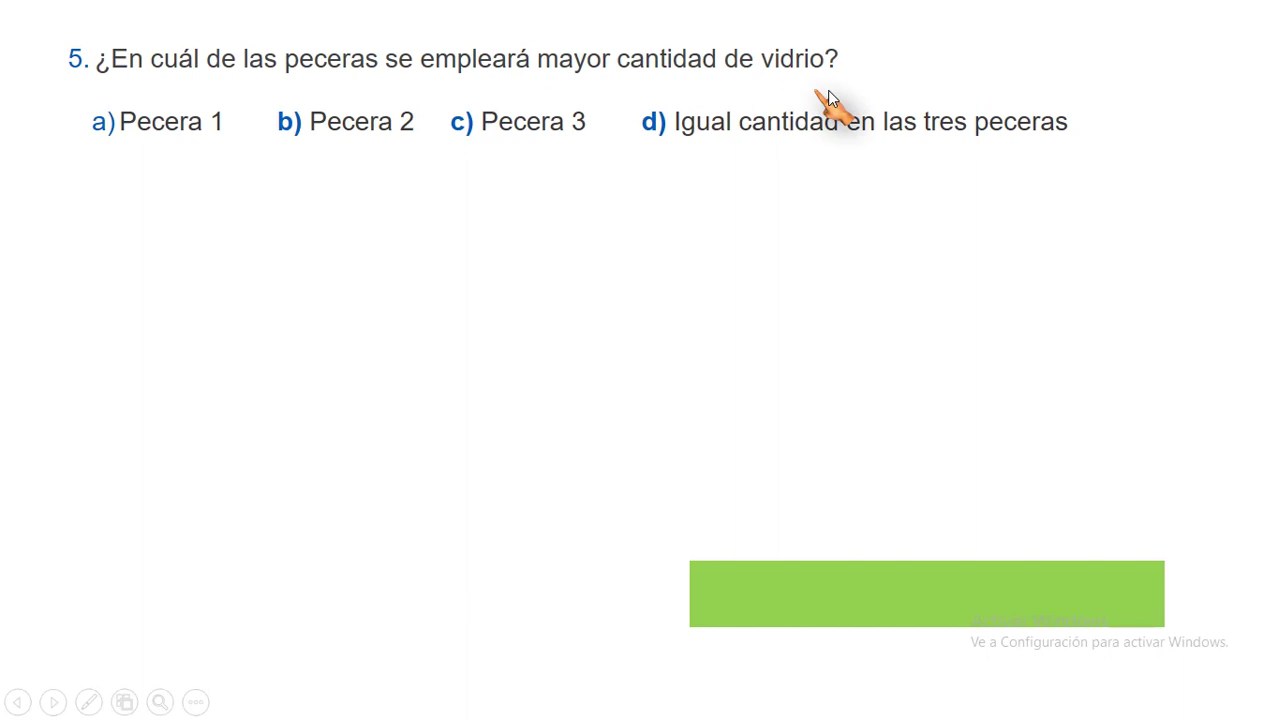 5. ¿En cuál de las peceras se empleará mayor cantidad de vidrio?
a) Pecera 1 b) Pecera 2 c) Pecera 3 d) Igual cantidad en las tres peceras
Ve a Configuración para activar Windows.